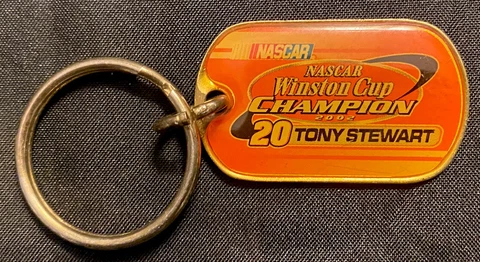 NASCAR
NASCAR
Winston Cup
CHAMPION
2002
20 TONY STEWART